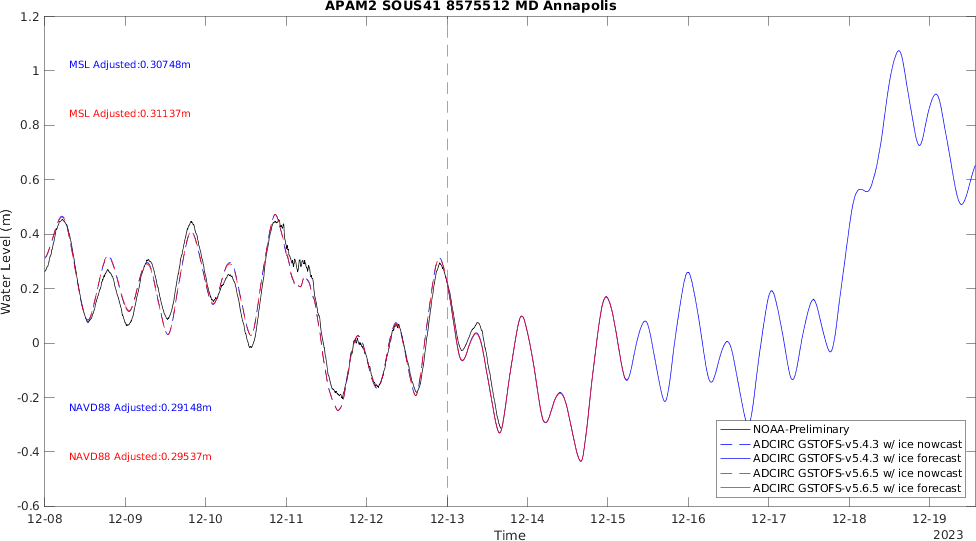 APAM2 SOUS41 8575512 MD Annapolis
1.2
1
0.8
0.6
0.4
0.2
0
-0.2
-0.4
-0.6
Water Level (m)
MSL Adjusted:0.30748m
MSL Adjusted:0.31137m
NAVD88 Adjusted:0.29148m
NAVD88 Adjusted:0.29537m
NOAA-Preliminary
ADCIRC GSTOFS-v5.4.3 w/ ice nowcast
ADCIRC GSTOFS-v5.4.3 w/ ice forecast
ADCIRC GSTOFS-v5.6.5 w/ ice nowcast
ADCIRC GSTOFS-v5.6.5 w/ ice forecast
12-08 12-09 12-10 12-11 12-12 12-13 12-14 12-15 12-16 12-17 12-18 12-19
Time
2023